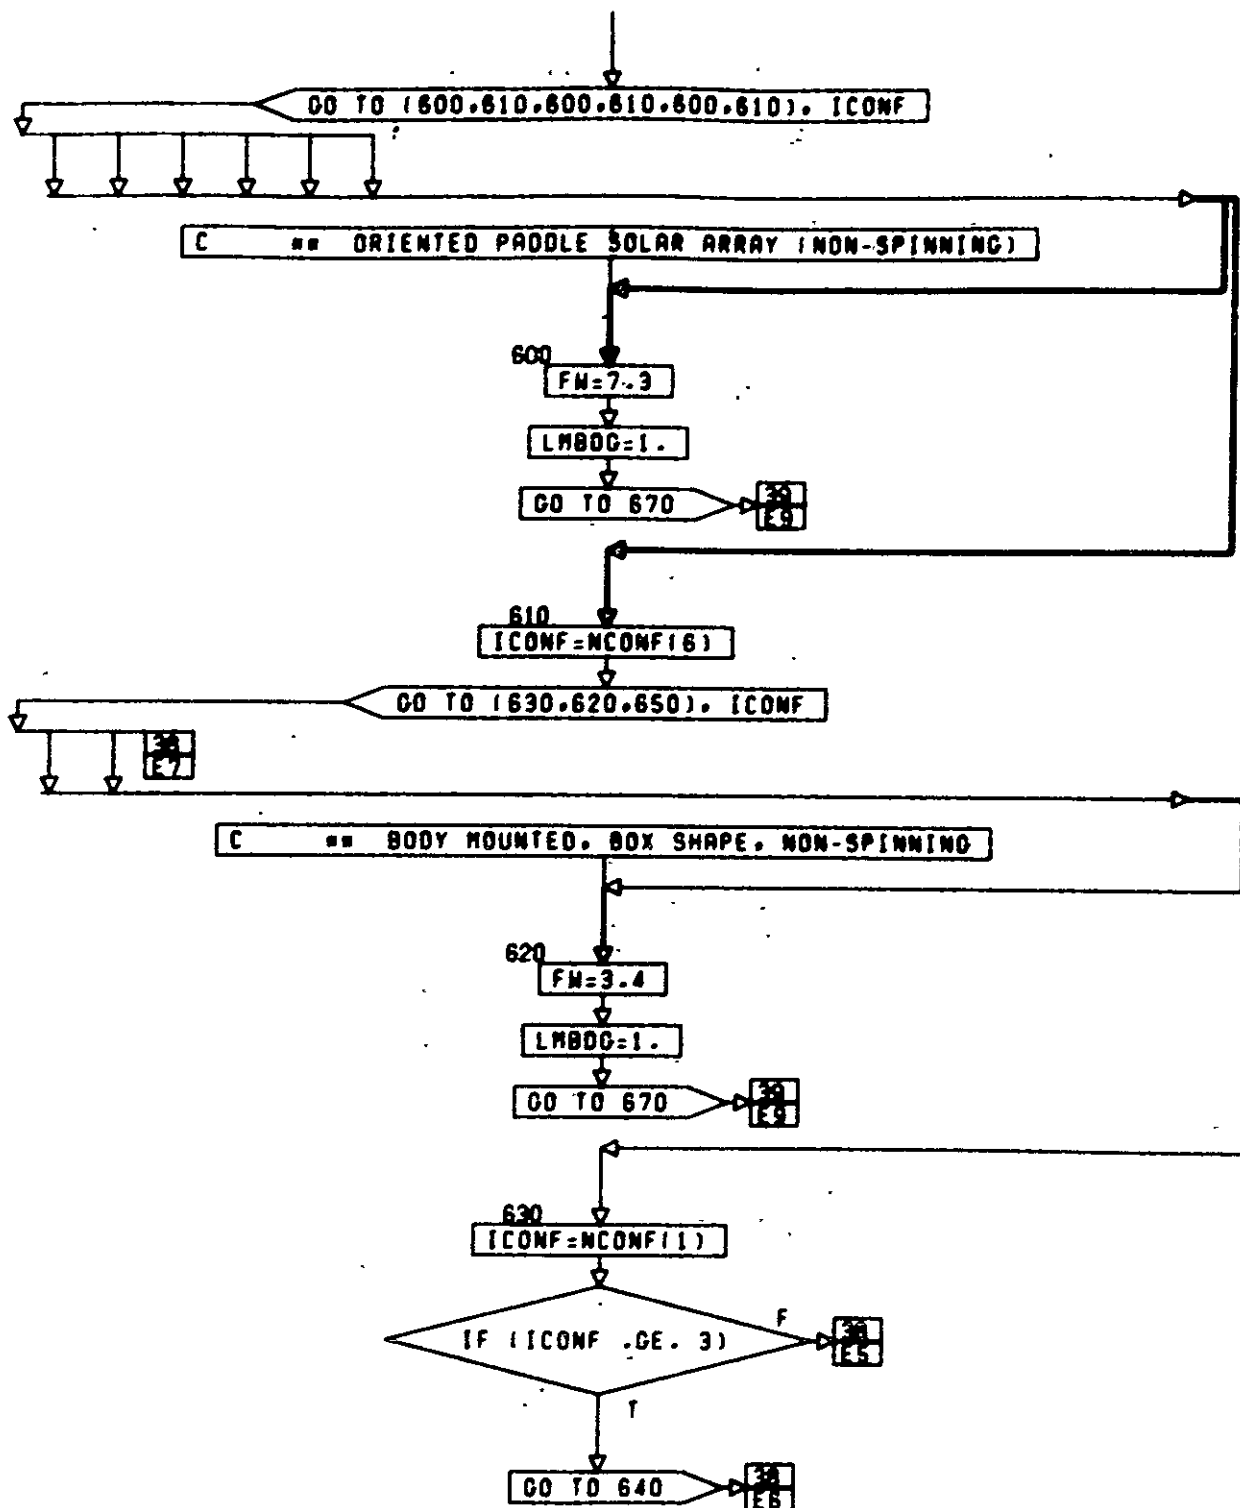 GO TO (600,610,600,610,600,610), ICONF
C ** ORIENTED PADDLE SOLAR ARRAY (NON-SPINNING)
600
FW=7.3
LMBDG=1.
GO TO 670
39
E9
610
ICONF=NCONF(6)
GO TO (630,620,650), ICONF
38
E7
C ** BODY MOUNTED, BOX SHAPE, NON-SPINNING
620
FW=3.4
LMBDG=1.
GO TO 670
39
E9
630
ICONF=NCONF(1)
IF (ICONF .GE. 3)
F
38
E5
T
GO TO 640
38
E6